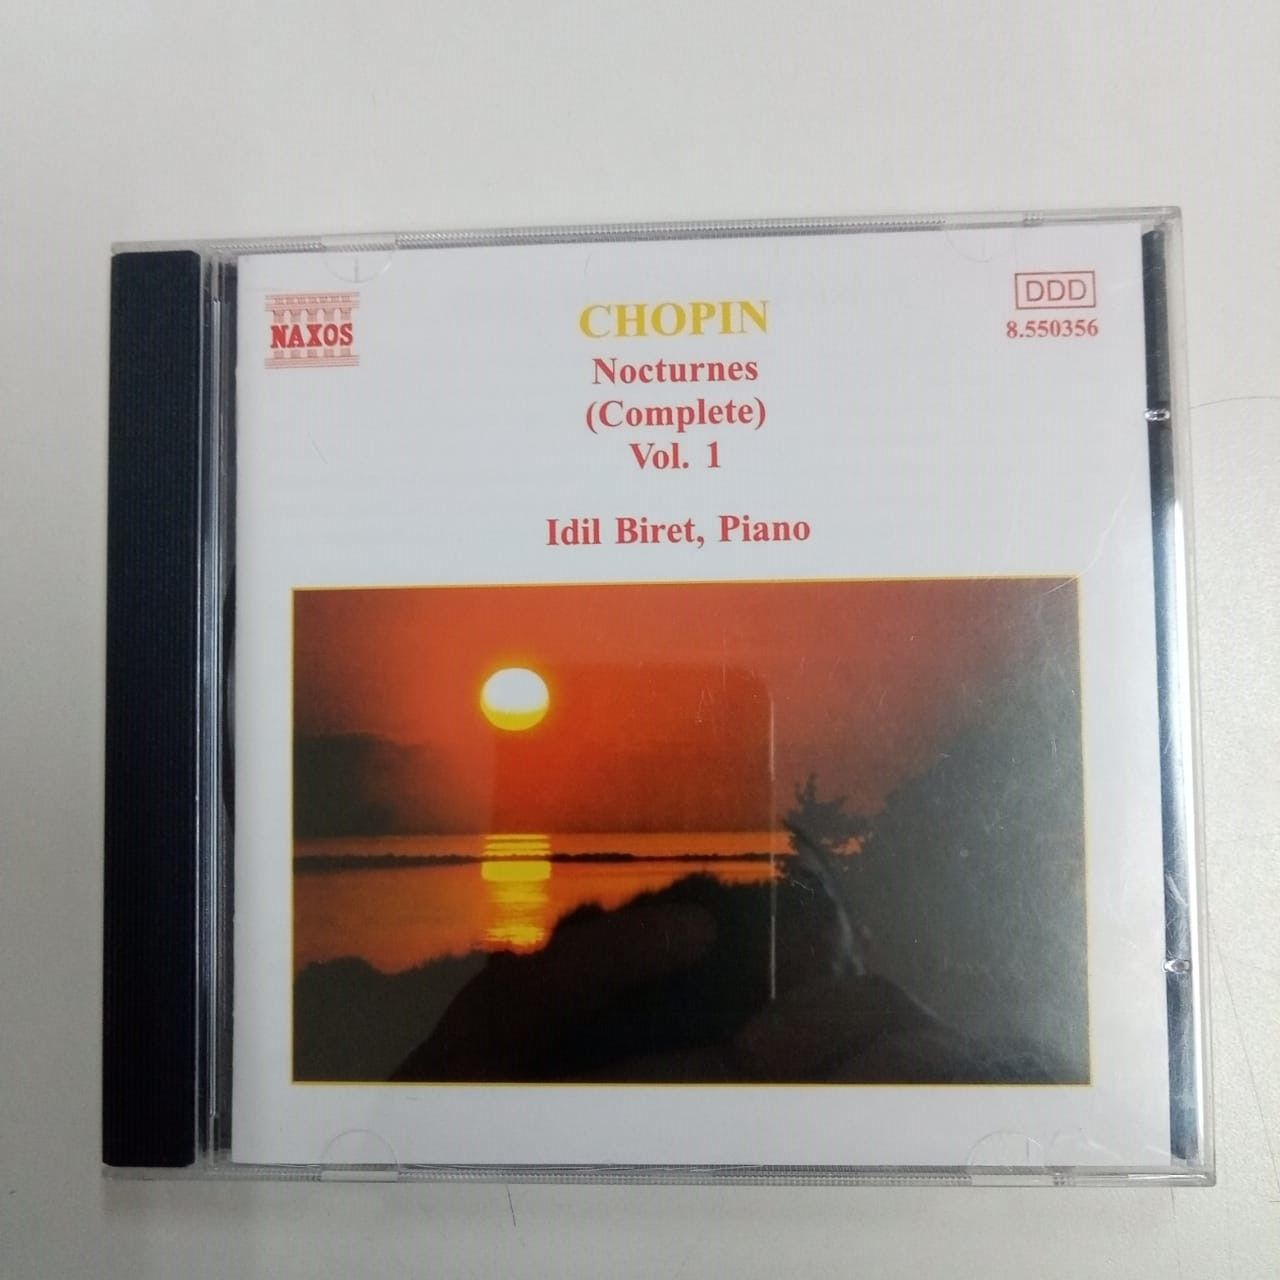 NAXOS
DDD
8.550356
CHOPIN
Nocturnes
(Complete)
Vol. 1
Idil Biret, Piano